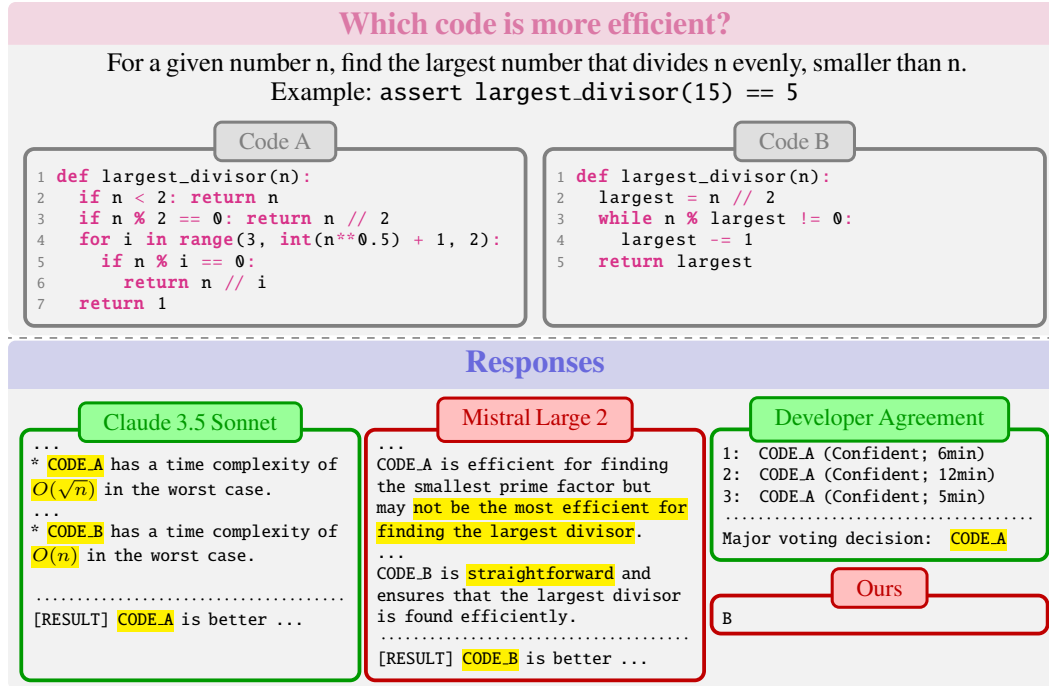 Which code is more efficient?
For a given number n, find the largest number that divides n evenly, smaller than n.
Example: assert largest_divisor(15) == 5
Code A
1 def largest_divisor(n):
2   if n < 2: return n
3   if n % 2 == 0: return n // 2
4   for i in range(3, int(n**0.5) + 1, 2):
5     if n % i == 0:
6       return n // i
7   return 1
Code B
1 def largest_divisor(n):
2   largest = n // 2
3   while n % largest != 0:
4     largest -= 1
5   return largest
Responses
Claude 3.5 Sonnet
...
* CODE_A has a time complexity of
O(√n) in the worst case.
...
* CODE_B has a time complexity of
O(n) in the worst case.
[RESULT] CODE_A is better ...
Mistral Large 2
...
CODE_A is efficient for finding
the smallest prime factor but
may not be the most efficient for
finding the largest divisor.
...
CODE_B is straightforward and
ensures that the largest divisor
is found efficiently.
[RESULT] CODE_B is better ...
Developer Agreement
1: CODE_A (Confident; 6min)
2: CODE_A (Confident; 12min)
3: CODE_A (Confident; 5min)
Major voting decision: CODE_A
Ours
B